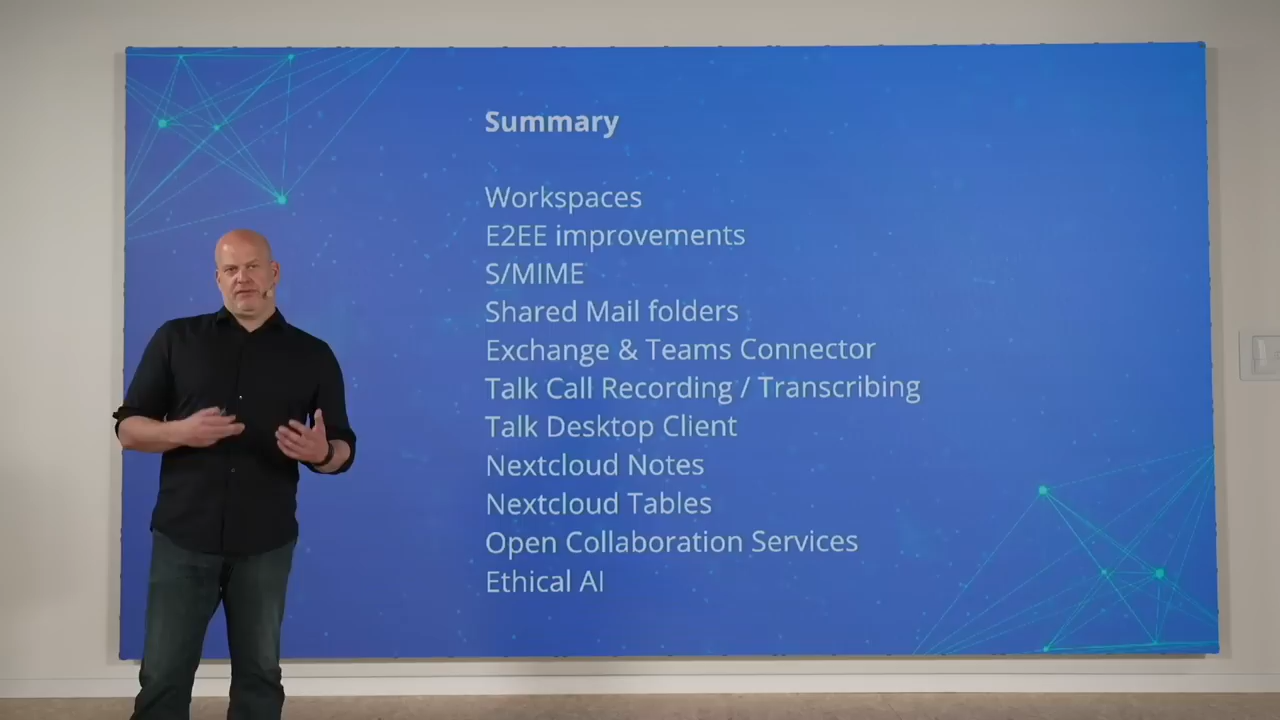 Summary
Workspaces
E2EE improvements
S/MIME
Shared Mail folders
Exchange & Teams Connector
Talk Call Recording / Transcribing
Talk Desktop Client
Nextcloud Notes
Nextcloud Tables
Open Collaboration Services
Ethical AI